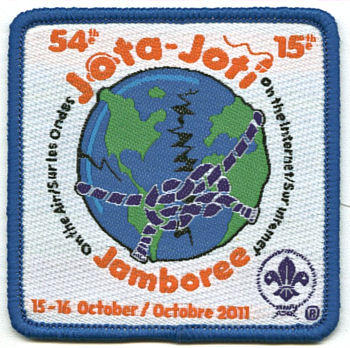 54th
15th
Jota-Joti
On the Air/Sur les Ondes
on the Internet/Sur Internet
Jamboree
15-16 October / Octobre 2011
®